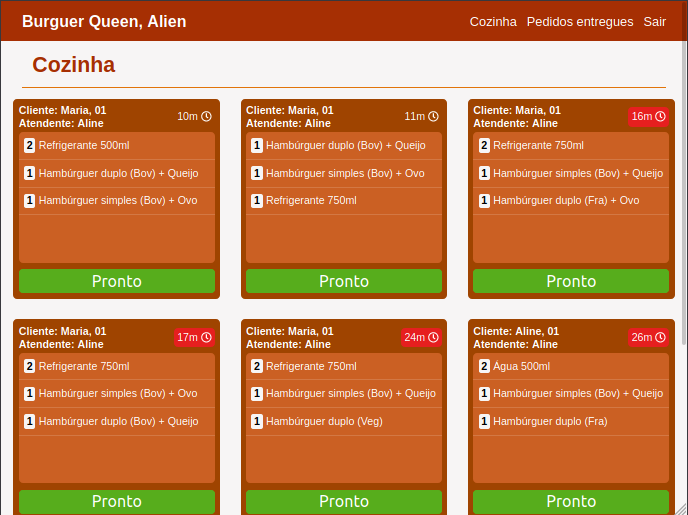 Burguer Queen, Alien
Cozinha Pedidos entregues Sair
Cozinha
Cliente: Maria, 01
Atendente: Aline
10m
2 Refrigerante 500ml
1 Hambúrguer duplo (Bov) + Queijo
1 Hambúrguer simples (Bov) + Ovo
Pronto
Cliente: Maria, 01
Atendente: Aline
11m
1 Hambúrguer duplo (Bov) + Queijo
1 Hambúrguer simples (Bov) + Ovo
1 Refrigerante 750ml
Pronto
Cliente: Maria, 01
Atendente: Aline
16m
2 Refrigerante 750ml
1 Hambúrguer simples (Bov) + Queijo
1 Hambúrguer duplo (Fra) + Ovo
Pronto
Cliente: Maria, 01
Atendente: Aline
17m
2 Refrigerante 750ml
1 Hambúrguer simples (Bov) + Ovo
1 Hambúrguer duplo (Bov) + Queijo
Pronto
Cliente: Maria, 01
Atendente: Aline
24m
2 Refrigerante 750ml
1 Hambúrguer simples (Bov) + Queijo
1 Hambúrguer duplo (Veg)
Pronto
Cliente: Aline, 01
Atendente: Aline
26m
2 Água 500ml
1 Hambúrguer simples (Bov) + Queijo
1 Hambúrguer duplo (Fra)
Pronto